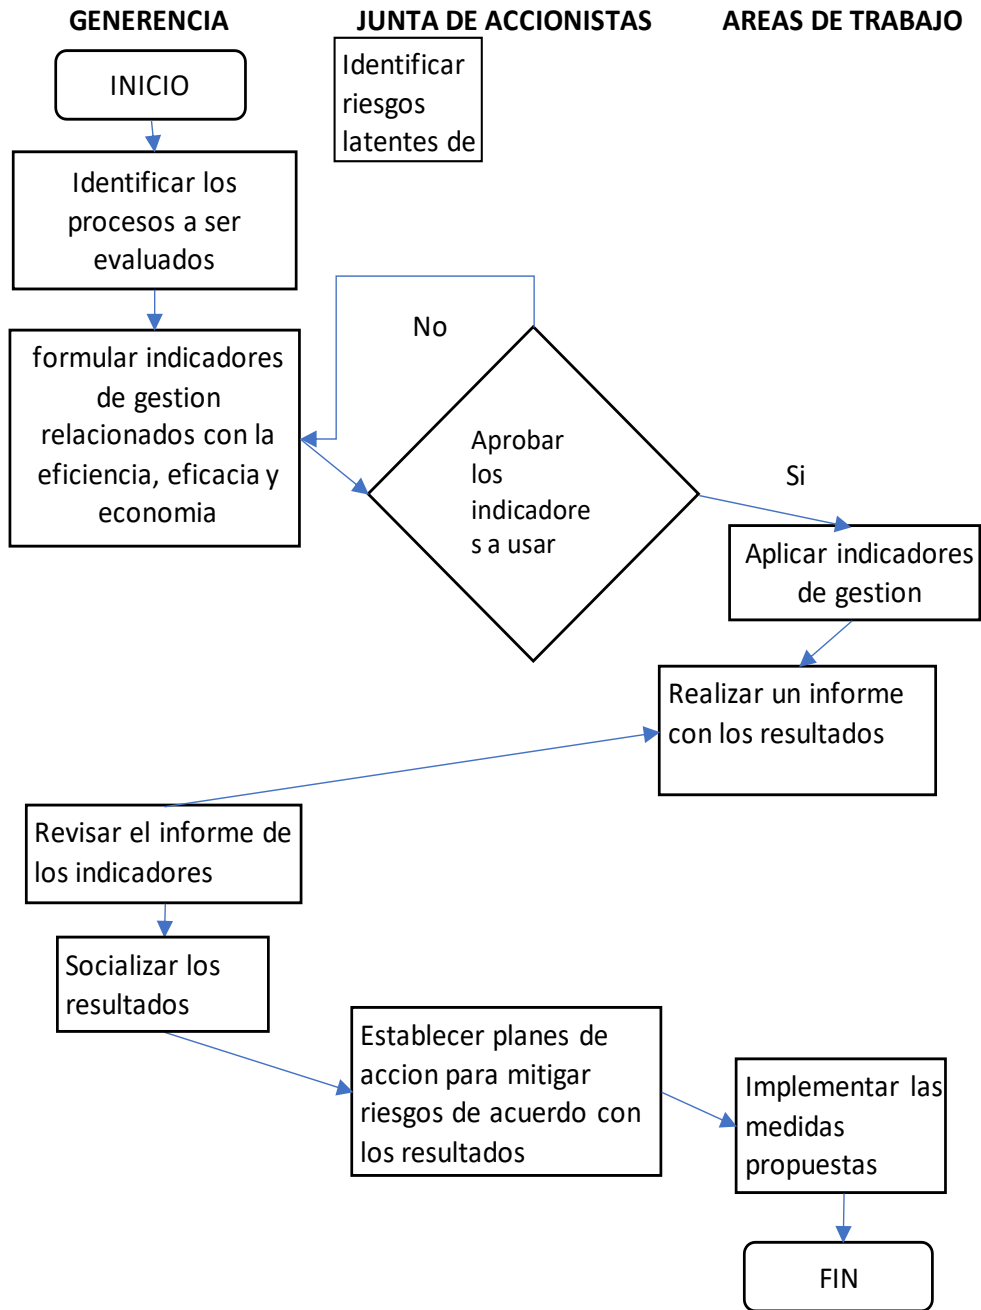 GENERENCIA
JUNTA DE ACCIONISTAS
AREAS DE TRABAJO
INICIO
Identificar
riesgos
latentes de
Identificar los
procesos a ser
evaluados
No
formular indicadores
de gestion
relacionados con la
eficiencia, eficacia y
economia
Aprobar
los
indicadore
s a usar
Si
Aplicar indicadores
de gestion
Realizar un informe
con los resultados
Revisar el informe de
los indicadores
Socializar los
resultados
Establecer planes de
accion para mitigar
riesgos de acuerdo con
los resultados
Implementar las
medidas
propuestas
FIN